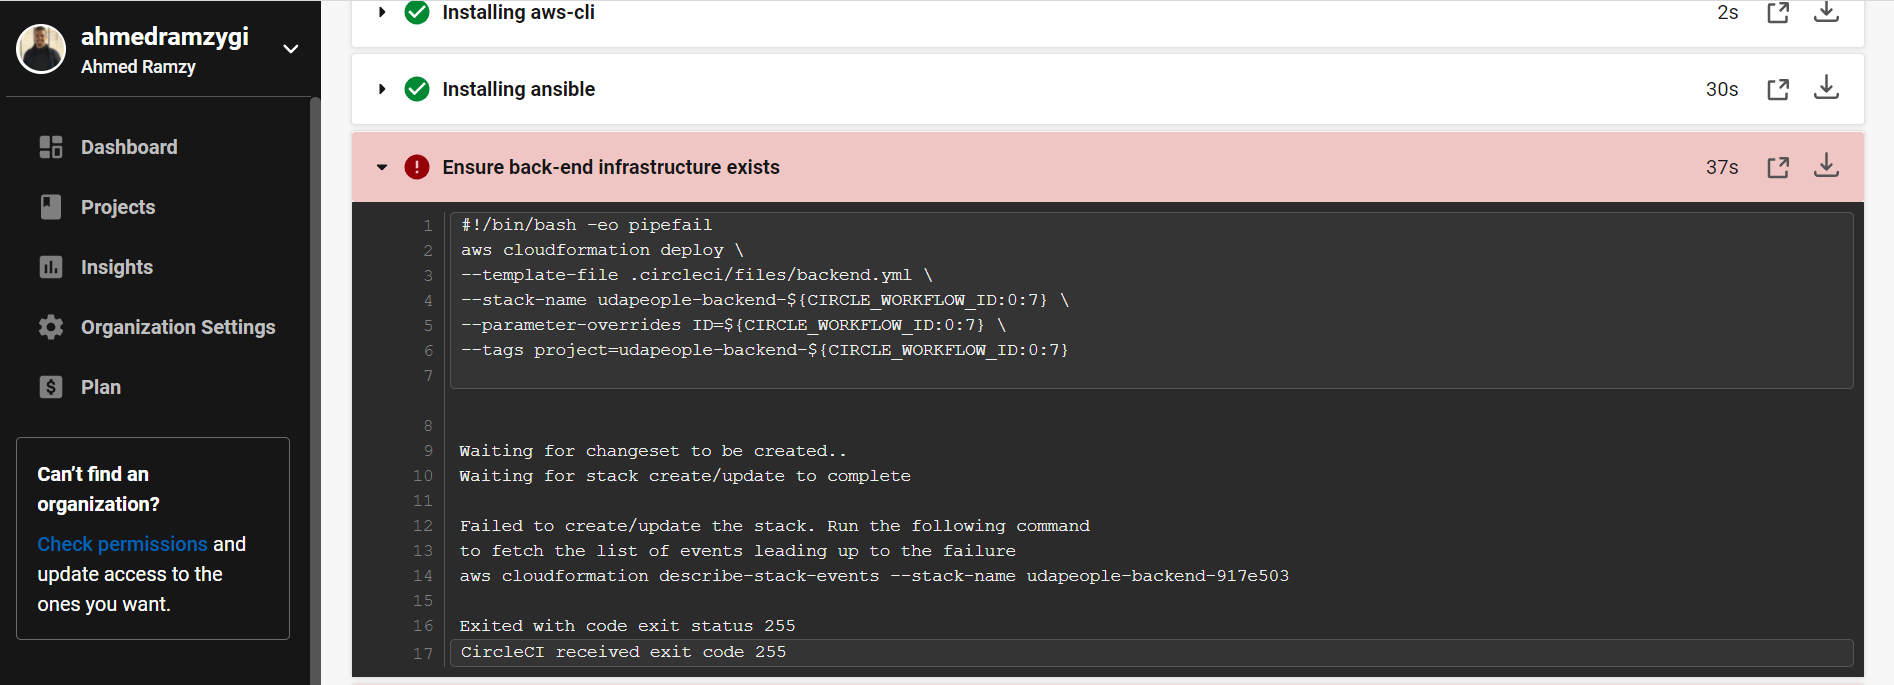 ahmedramzygi
Ahmed Ramzy
Dashboard
Projects
Insights
Organization Settings
Plan
Can't find an
organization?
Check permissions and
update access to the
ones you want.
Installing aws-cli
2s
Installing ansible
30s
Ensure back-end infrastructure exists
37s
1 #!/bin/bash -eo pipefail
2 aws cloudformation deploy \
3 --template-file .circleci/files/backend.yml \
4 --stack-name udapeople-backend-${CIRCLE_WORKFLOW_ID:0:7} \
5 --parameter-overrides ID=${CIRCLE_WORKFLOW_ID:0:7} \
6 --tags project=udapeople-backend-${CIRCLE_WORKFLOW_ID:0:7}
7
8
9 Waiting for changeset to be created..
10 Waiting for stack create/update to complete
11
12 Failed to create/update the stack. Run the following command
13 to fetch the list of events leading up to the failure
14 aws cloudformation describe-stack-events --stack-name udapeople-backend-917e503
15
16 Exited with code exit status 255
17 CircleCI received exit code 255